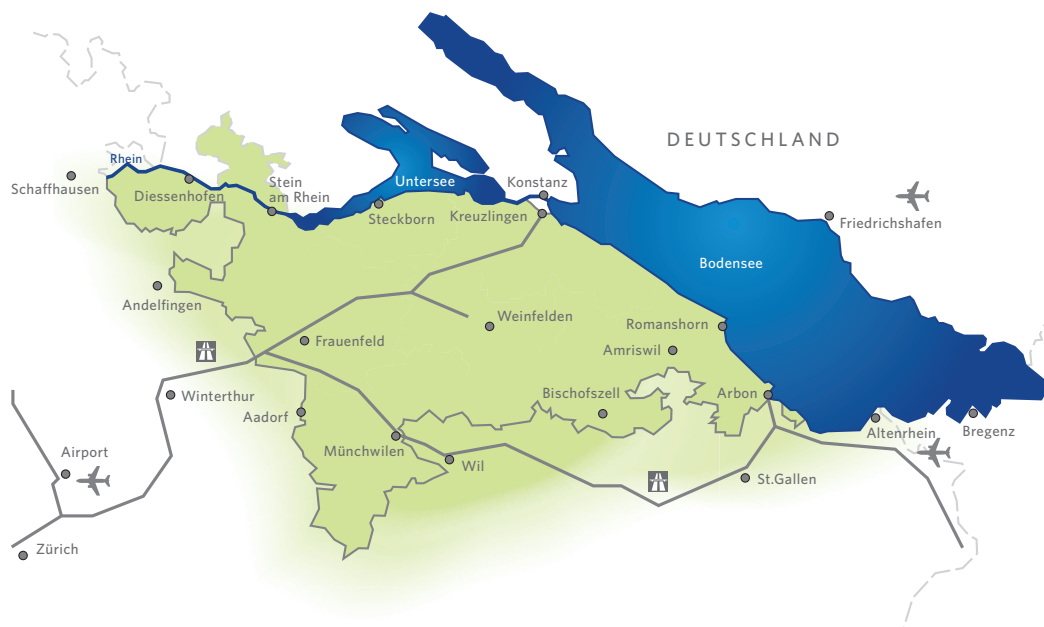 DEUTSCHLAND
Rhein
Schaffhausen
Diessenhofen
Stein
am Rhein
Untersee
Konstanz
Steckborn
Kreuzlingen
Friedrichshafen
Bodensee
Andelfingen
Weinfelden
Romanshorn
Frauenfeld
Amriswil
Winterthur
Bischofszell
Arbon
Aadorf
Altenrhein
Bregenz
Münchwilen
Airport
Wil
St.Gallen
Zürich